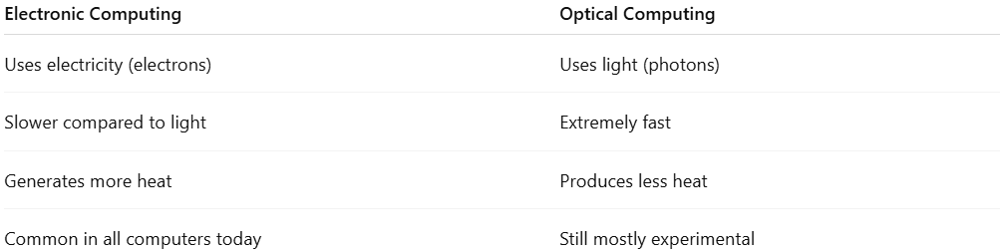 Electronic Computing Optical Computing
Uses electricity (electrons) Uses light (photons)
Slower compared to light Extremely fast
Generates more heat Produces less heat
Common in all computers today Still mostly experimental